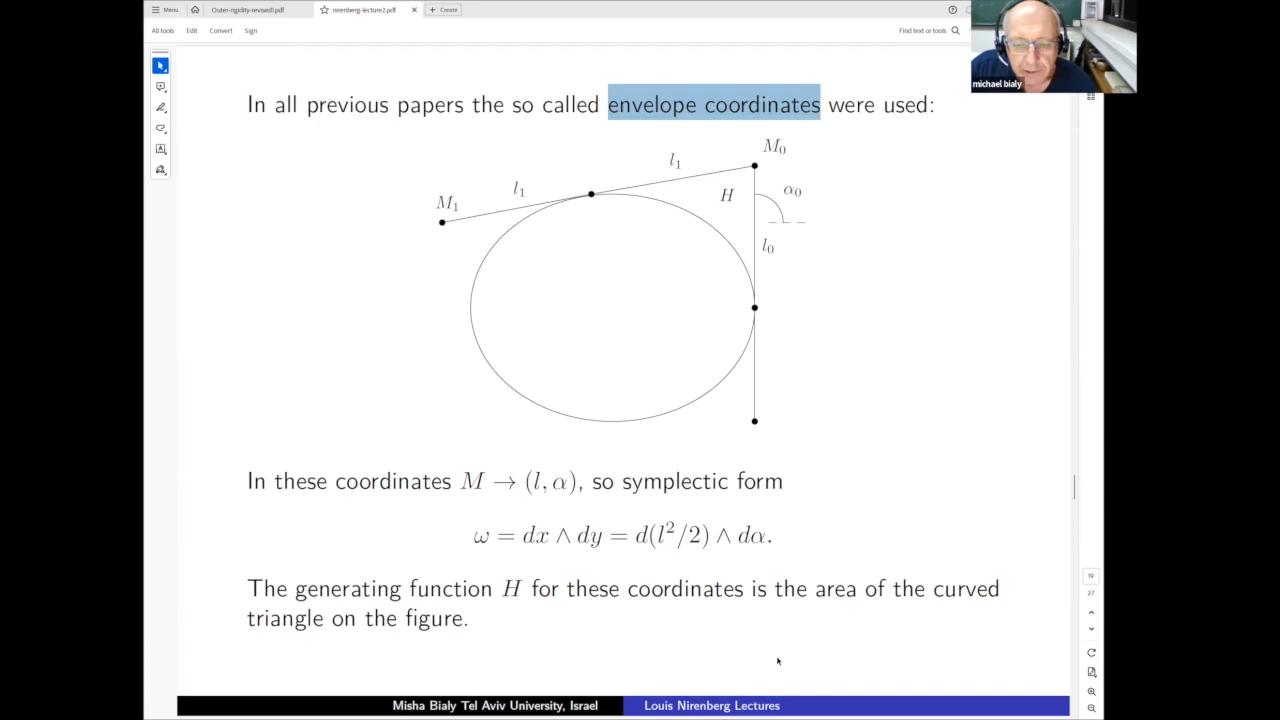 Menu
Outer-rigidity-revised1.pdf
nirenberg-lecture2.pdf
Create
All tools Edit Convert Sign
Find text or tools
michael bialy
In all previous papers the so called envelope coordinates were used:
M₀
l₁
α₀
l₁
H
M₁
l₀
In these coordinates M → (l, α), so symplectic form
ω = dx ∧ dy = d(l²/2) ∧ dα.
The generating function H for these coordinates is the area of the curved
triangle on the figure.
19
27
Misha Bialy Tel Aviv University, Israel
Louis Nirenberg Lectures